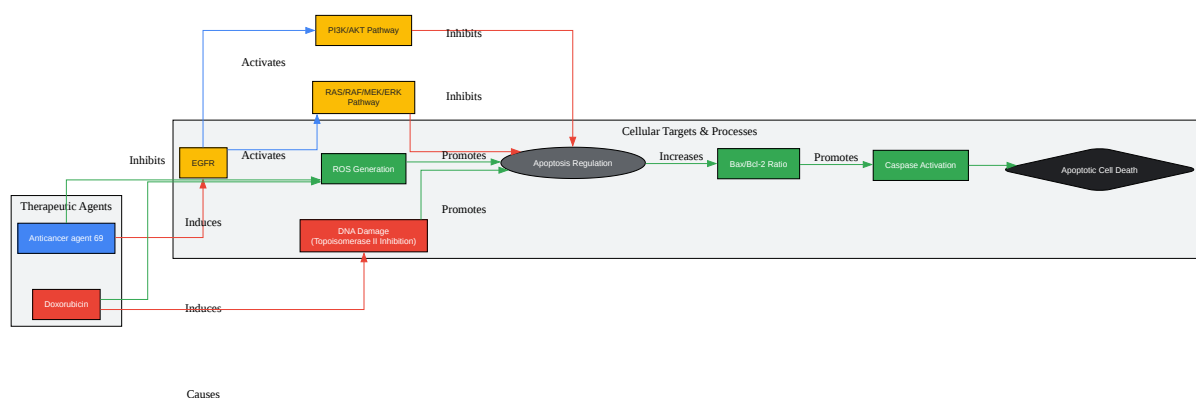 PI3K/AKT Pathway
Inhibits
Activates
RAS/RAF/MEK/ERK
Pathway
Inhibits
Cellular Targets & Processes
Inhibits
EGFR
Activates
ROS Generation
Promotes
Apoptosis Regulation
Increases
Bax/Bcl-2 Ratio
Promotes
Caspase Activation
Apoptotic Cell Death
Therapeutic Agents
Anticancer agent 69
Induces
DNA Damage
(Topoisomerase II Inhibition)
Promotes
Doxorubicin
Induces
Causes